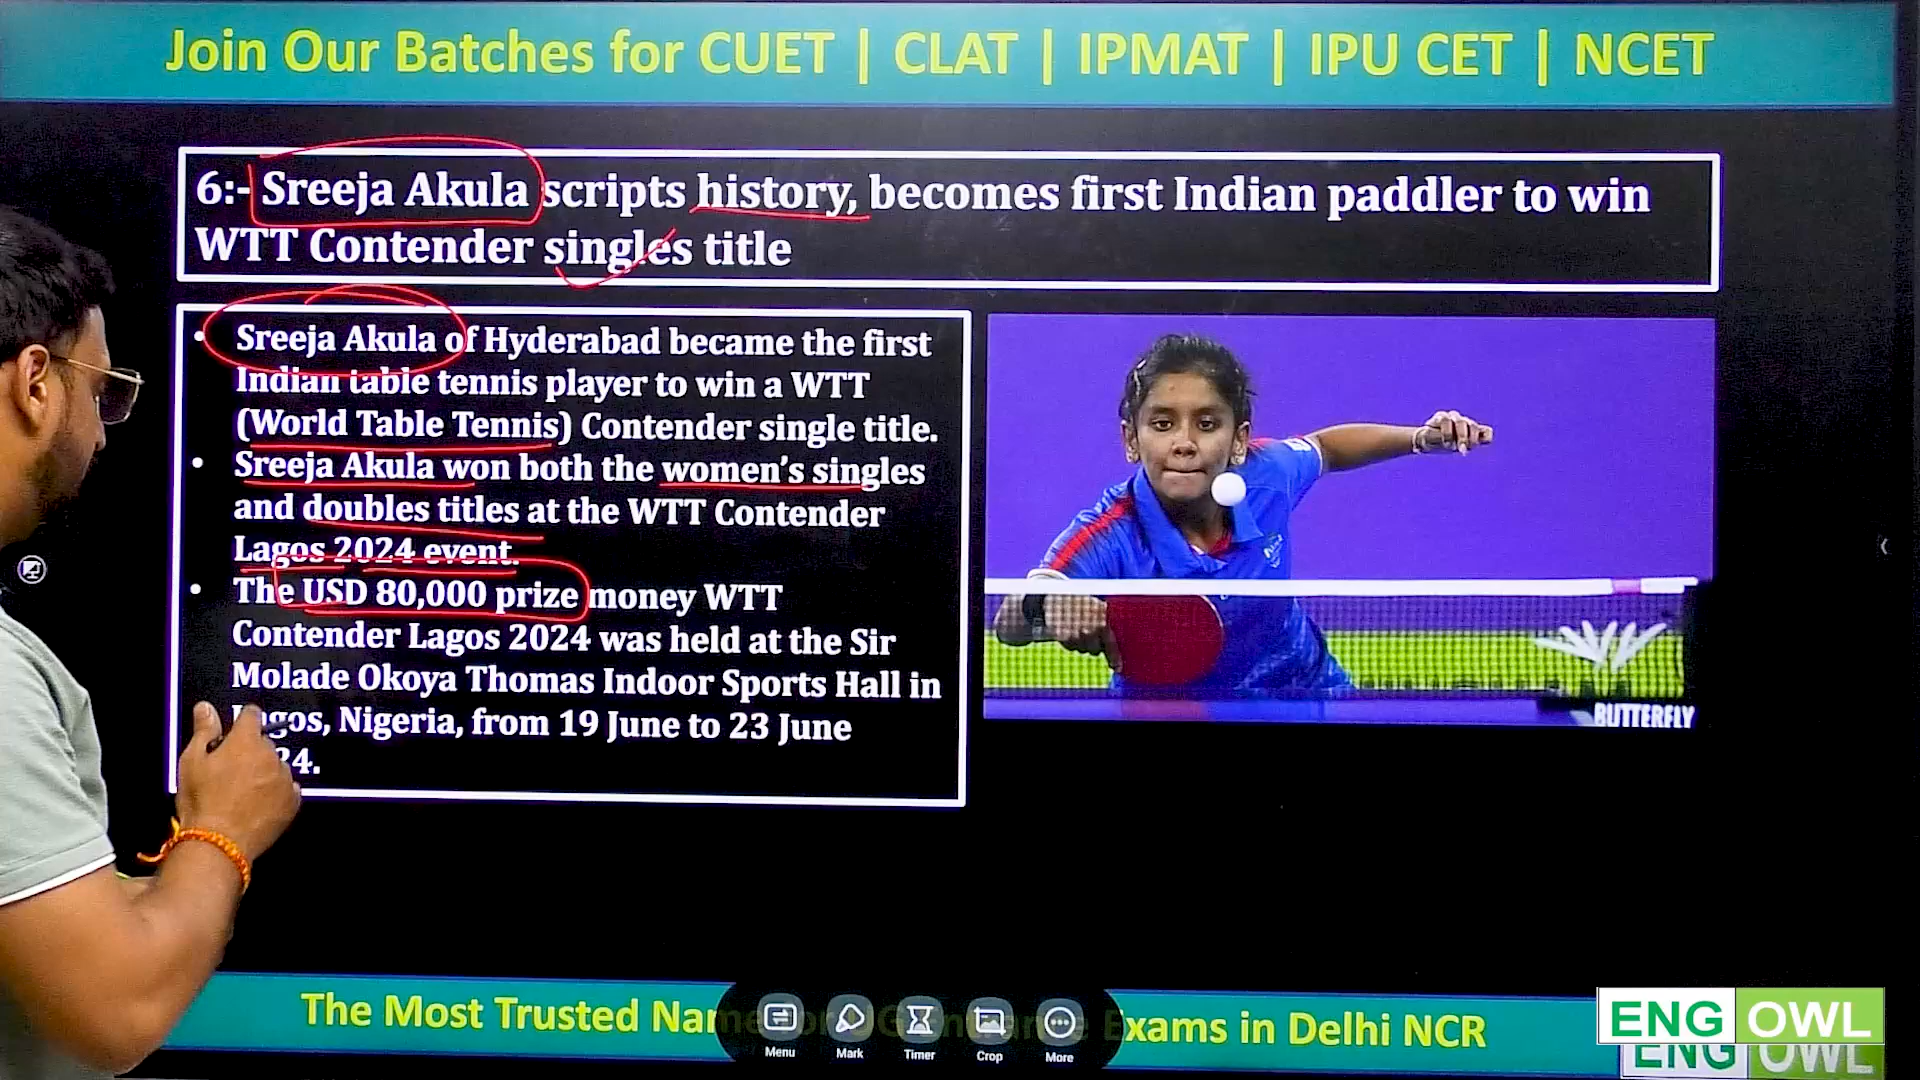 Join Our Batches for CUET | CLAT | IPMAT | IPU CET | NCET
6:- Sreeja Akula scripts history, becomes first Indian paddler to win
WTT Contender singles title
• Sreeja Akula of Hyderabad became the first
Indian table tennis player to win a WTT
(World Table Tennis) Contender single title.
• Sreeja Akula won both the women's singles
and doubles titles at the WTT Contender
Lagos 2024 event.
• The USD 80,000 prize money WTT
Contender Lagos 2024 was held at the Sir
Molade Okoya Thomas Indoor Sports Hall in
Lagos, Nigeria, from 19 June to 23 June
24.
BUTTERFLY
The Most Trusted Name Exams in Delhi NCR
Menu Mark Timer Crop More
ENG OWL
ENG OWL